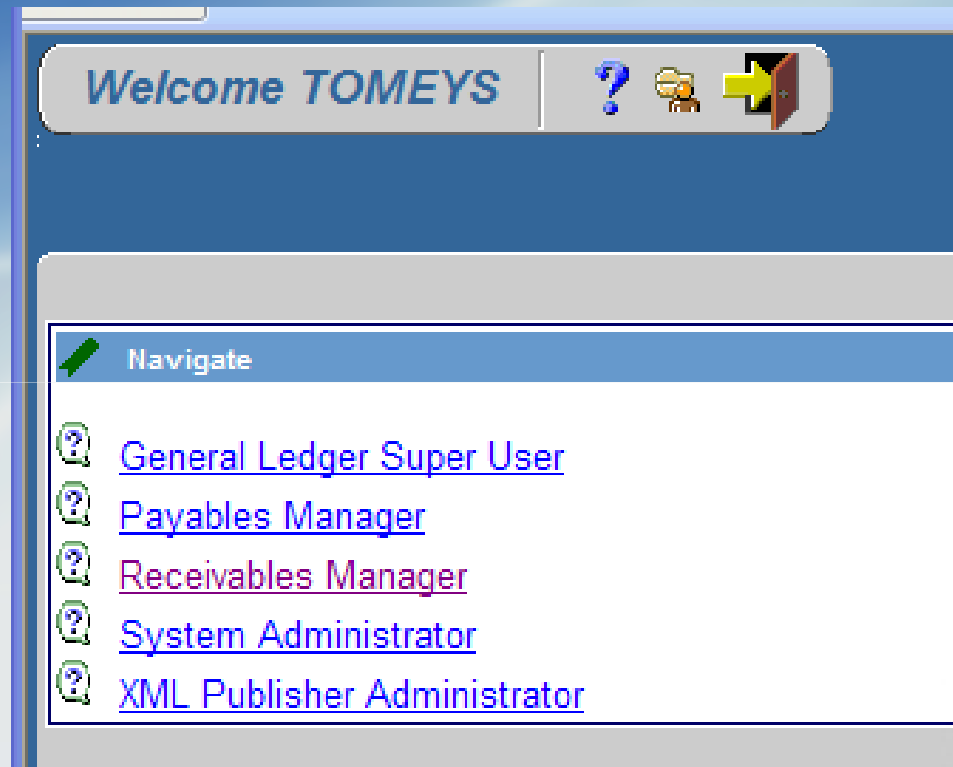 Welcome TOMEYS
Navigate
General Ledger Super User
Payables Manager
Receivables Manager
System Administrator
XML Publisher Administrator